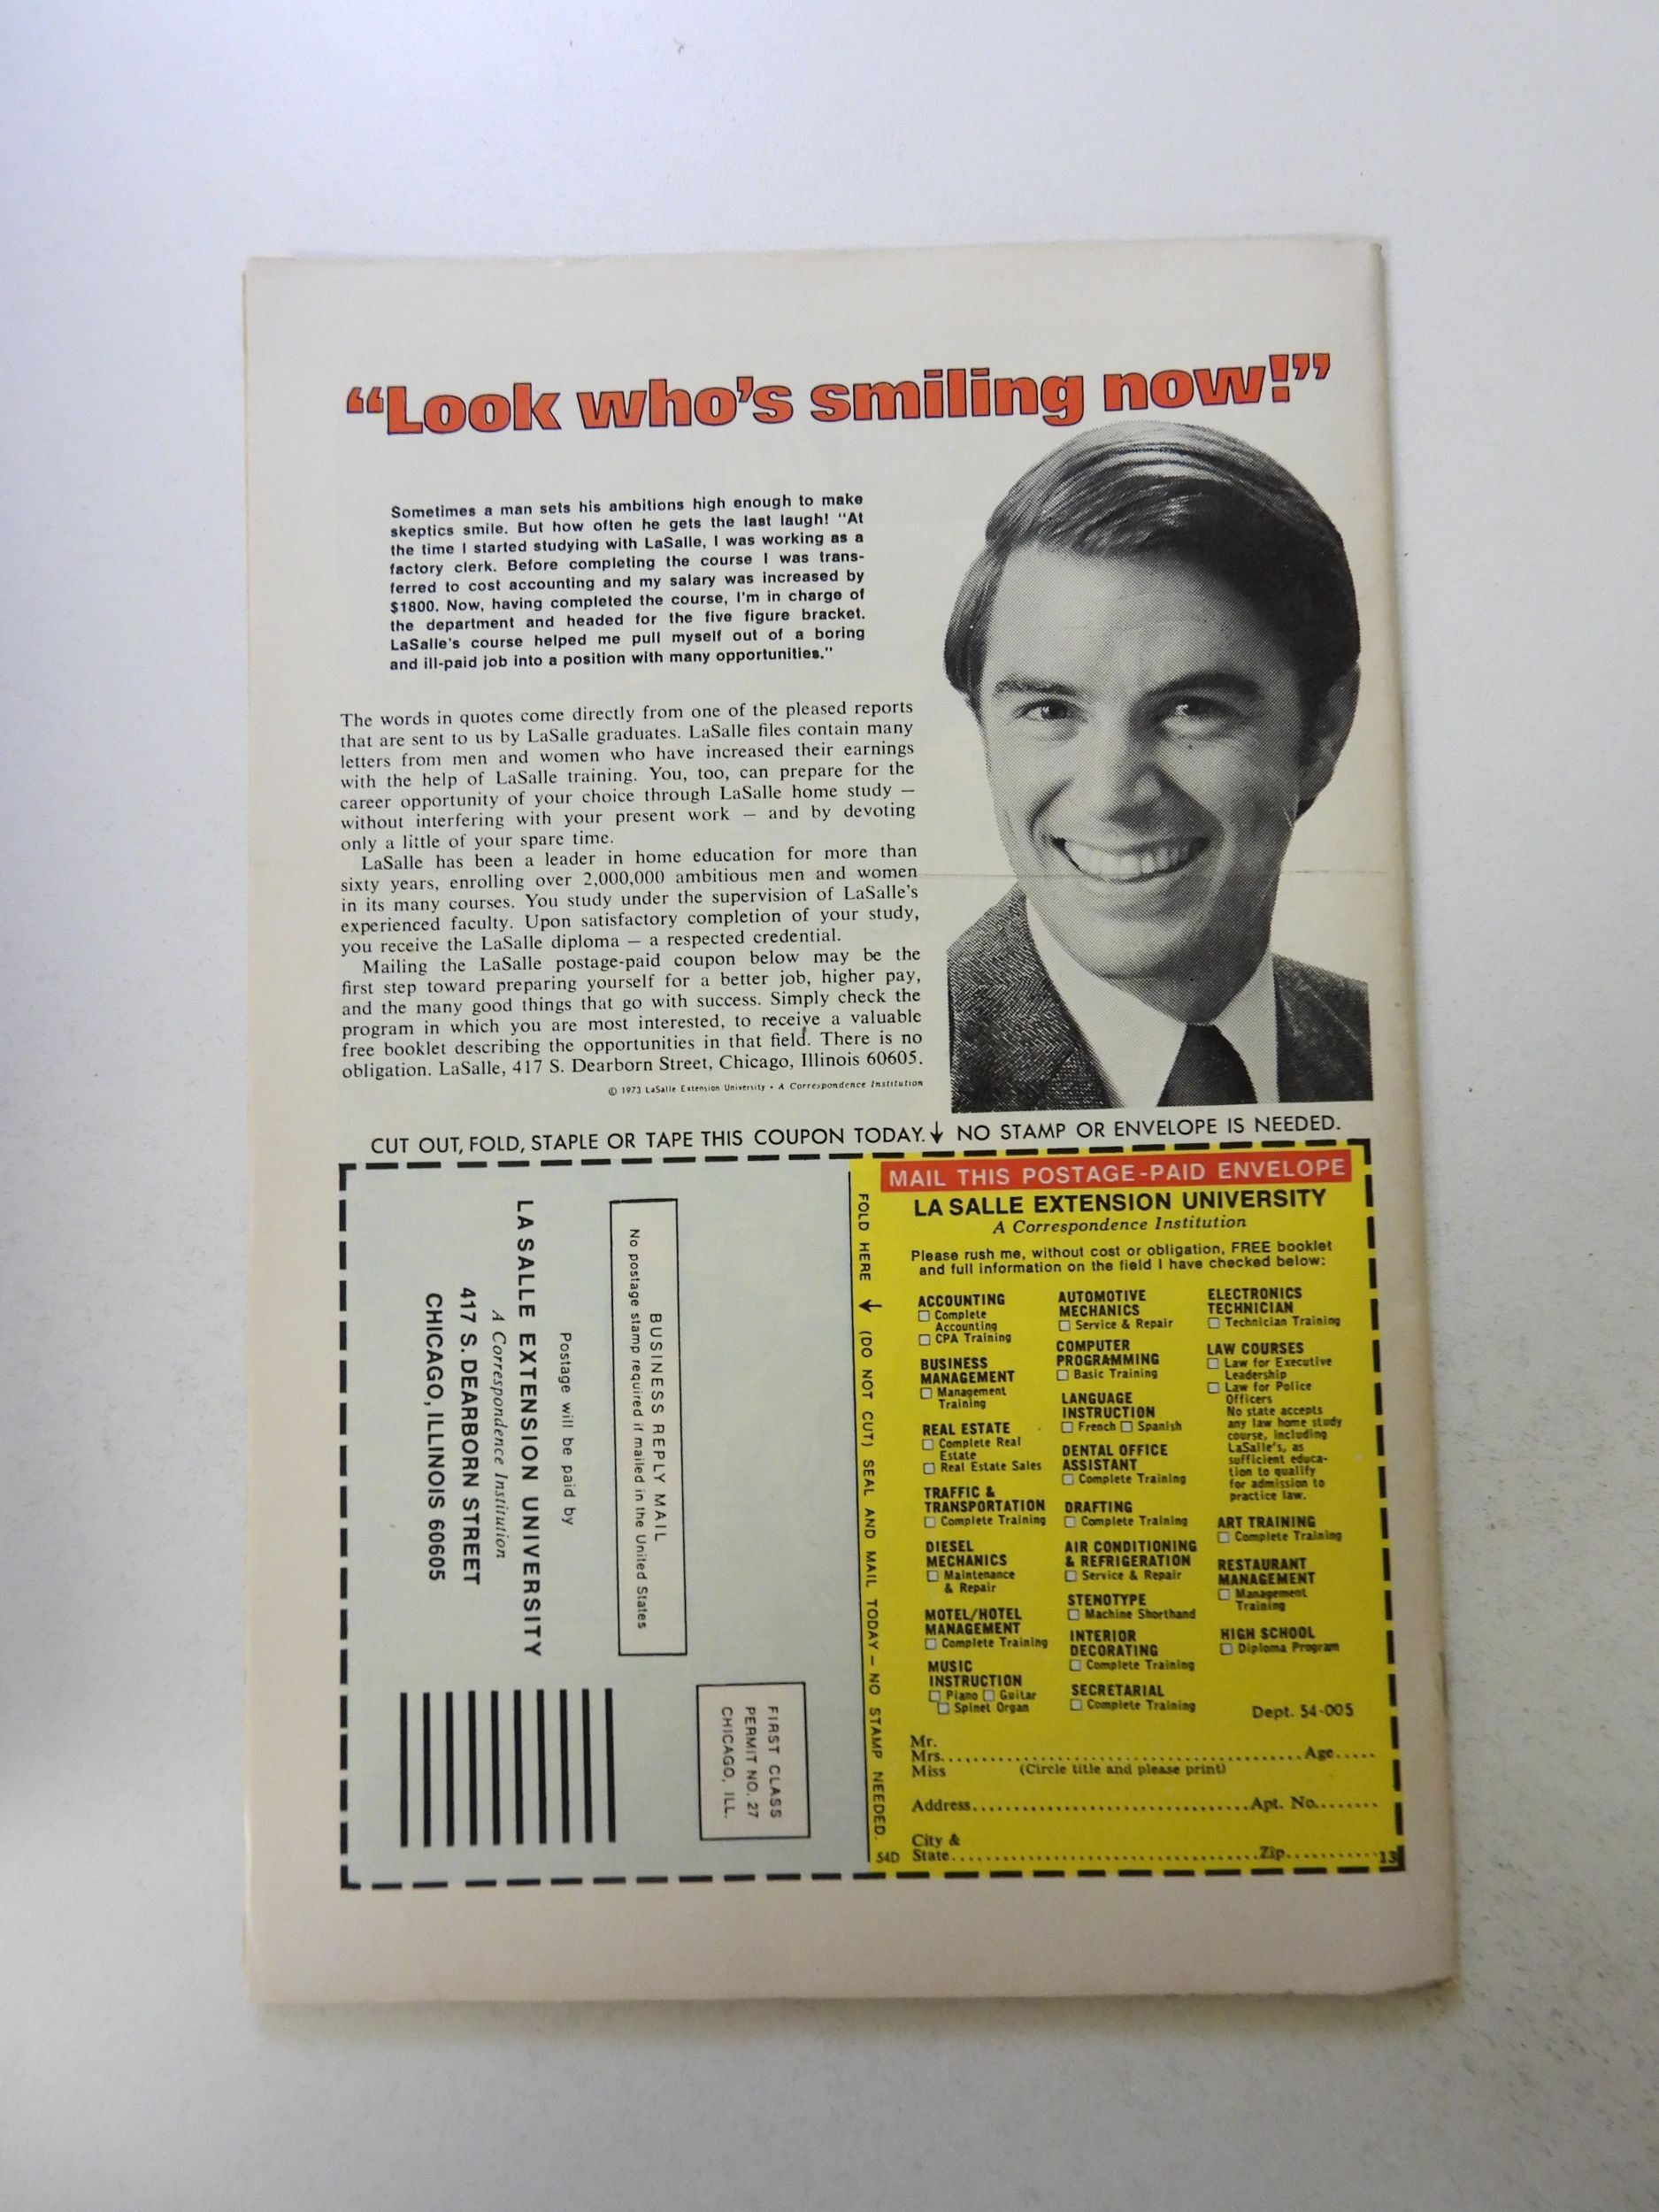 “Look who’s smiling now!”
Sometimes a man sets his ambitions high enough to make
skeptics smile. But how often he gets the last laugh! “At
the time I started studying with LaSalle, I was working as a
factory clerk. Before completing the course I was trans-
ferred to cost accounting and my salary was increased by
$1800. Now, having completed the course, I’m in charge of
the department and headed for the five figure bracket.
LaSalle’s course helped me pull myself out of a boring
and ill-paid job into a position with many opportunities.”
The words in quotes come directly from one of the pleased reports
that are sent to us by LaSalle graduates. LaSalle files contain many
letters from men and women who have increased their earnings
with the help of LaSalle training. You, too, can prepare for the
career opportunity of your choice through LaSalle home study —
without interfering with your present work — and by devoting
only a little of your spare time.
LaSalle has been a leader in home education for more than
sixty years, enrolling over 2,000,000 ambitious men and women
in its many courses. You study under the supervision of LaSalle’s
experienced faculty. Upon satisfactory completion of your study,
you receive the LaSalle diploma — a respected credential.
Mailing the LaSalle postage-paid coupon below may be the
first step toward preparing yourself for a better job, higher pay,
and the many good things that go with success. Simply check the
program in which you are most interested, to receive a valuable
free booklet describing the opportunities in that field. There is no
obligation. LaSalle, 417 S. Dearborn Street, Chicago, Illinois 60605.
© 1973 LaSalle Extension University • A Correspondence Institution
CUT OUT, FOLD, STAPLE OR TAPE THIS COUPON TODAY.↓ NO STAMP OR ENVELOPE IS NEEDED.
FIRST CLASS
PERMIT NO. 27
CHICAGO, ILL.
BUSINESS REPLY MAIL
No postage stamp required if mailed in the United States
Postage will be paid by
LA SALLE EXTENSION UNIVERSITY
A Correspondence Institution
417 S. DEARBORN STREET
CHICAGO, ILLINOIS 60605
FOLD HERE ↓ (DO NOT CUT) SEAL AND MAIL TODAY – NO STAMP NEEDED.
MAIL THIS POSTAGE-PAID ENVELOPE
LA SALLE EXTENSION UNIVERSITY
A Correspondence Institution
Please rush me, without cost or obligation, FREE booklet
and full information on the field I have checked below:
ACCOUNTING
☐ Complete
Accounting
☐ CPA Training
BUSINESS
MANAGEMENT
☐ Management
Training
REAL ESTATE
☐ Complete Real
Estate
☐ Real Estate Sales
TRAFFIC &
TRANSPORTATION
☐ Complete Training
DIESEL
MECHANICS
☐ Maintenance
& Repair
MOTEL/HOTEL
MANAGEMENT
☐ Complete Training
MUSIC
INSTRUCTION
☐ Piano ☐ Guitar
☐ Spinet Organ
AUTOMOTIVE
MECHANICS
☐ Service & Repair
COMPUTER
PROGRAMMING
☐ Basic Training
LANGUAGE
INSTRUCTION
☐ French ☐ Spanish
DENTAL OFFICE
ASSISTANT
☐ Complete Training
DRAFTING
☐ Complete Training
AIR CONDITIONING
& REFRIGERATION
☐ Service & Repair
STENOTYPE
☐ Machine Shorthand
INTERIOR
DECORATING
☐ Complete Training
SECRETARIAL
☐ Complete Training
ELECTRONICS
TECHNICIAN
☐ Technician Training
LAW COURSES
☐ Law for Executive
Leadership
☐ Law for Police
Officers
No state accepts
any law home study
course, including
LaSalle’s, as
sufficient educa-
tion to qualify
for admission to
practice law.
ART TRAINING
☐ Complete Training
RESTAURANT
MANAGEMENT
☐ Management
Training
HIGH SCHOOL
☐ Diploma Program
Dept. 54-005
Mr.
Mrs.......................................................Age.....
Miss (Circle title and please print)
Address..........................................Apt. No........
City &
State..............................................Zip...........13
54D